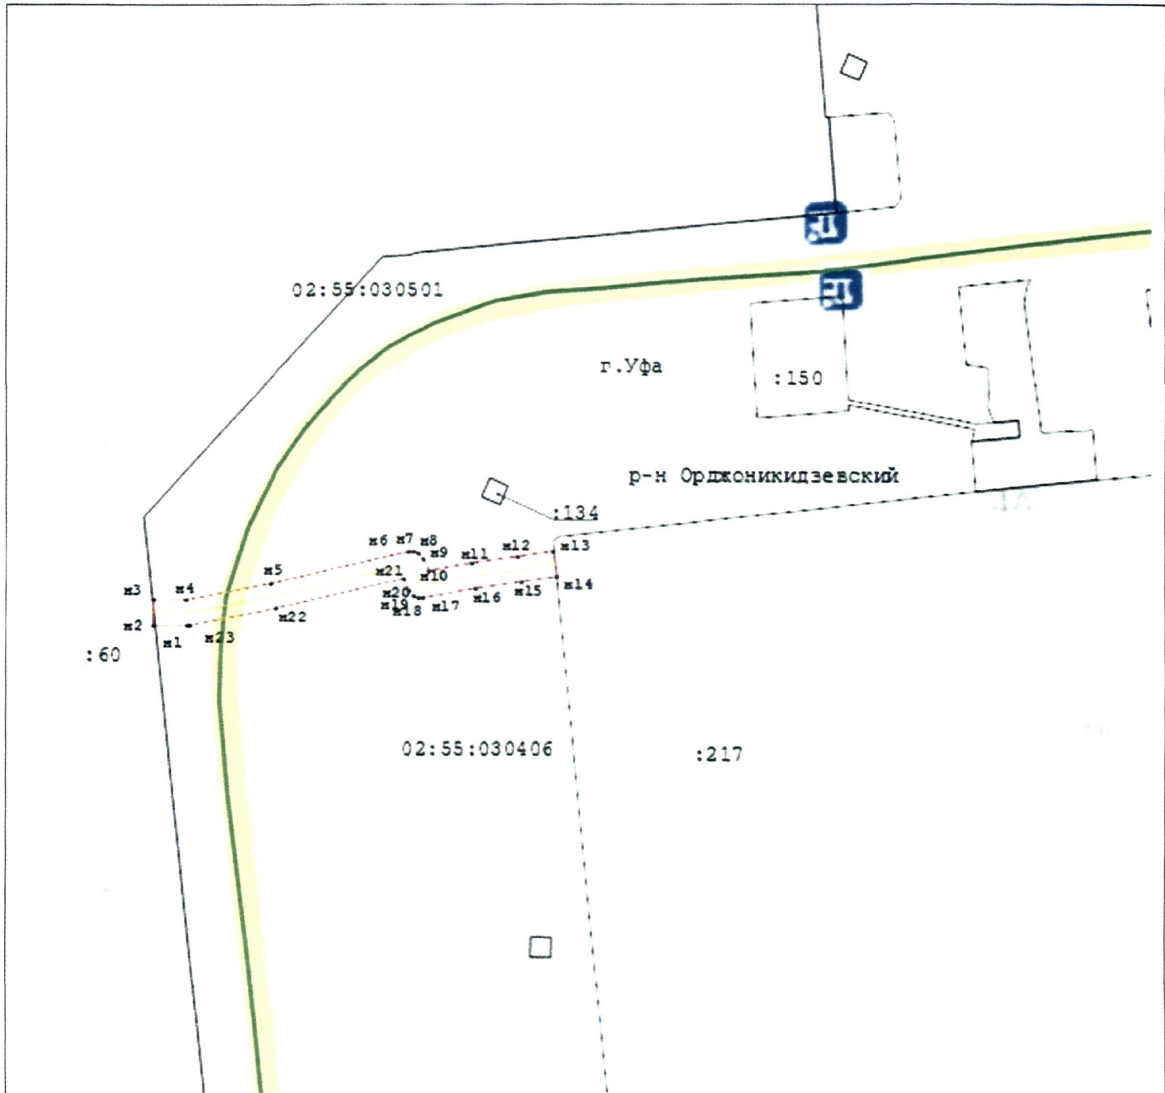 02:55:030501
г.Уфа
:150
р-н Орджоникидзевский
:134
н6
н7
н8
н9
н10
н11
н12
н13
н14
н15
н16
н17
н18
н19
н20
н21
н22
н23
н5
н4
н3
н2
н1
:60
02:55:030406
:217